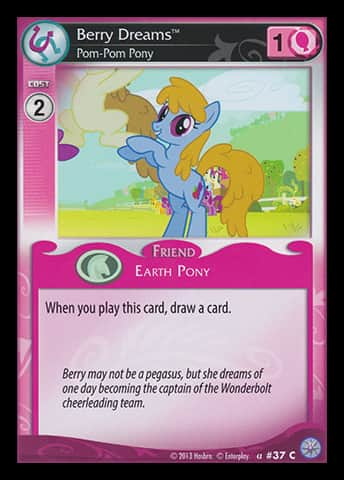 Berry Dreams™
Pom-Pom Pony
1
COST
2
FRIEND
EARTH PONY
When you play this card, draw a card.
Berry may not be a pegasus, but she dreams of
one day becoming the captain of the Wonderbolt
cheerleading team.
© 2013 Hasbro. © Enterplay. α #37 C